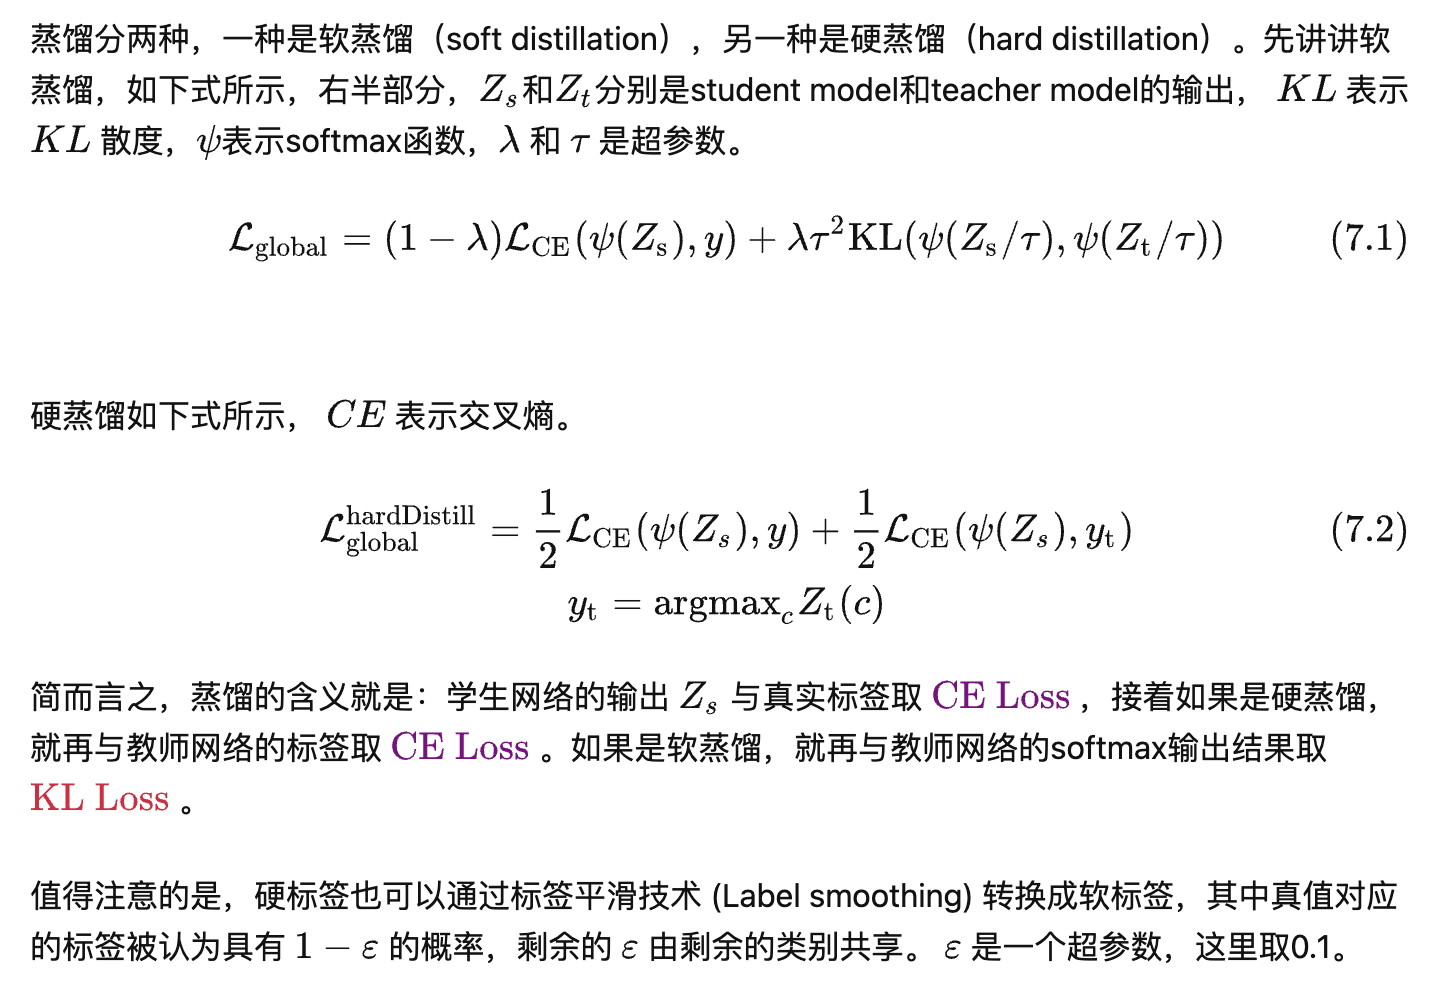 蒸馏分两种，一种是软蒸馏（soft distillation），另一种是硬蒸馏（hard distillation）。先讲讲软
蒸馏，如下式所示，右半部分，$Z_s$和$Z_t$分别是student model和teacher model的输出， $KL$ 表示
$KL$ 散度，$\psi$表示softmax函数，$\lambda$ 和 $\tau$ 是超参数。
$\mathcal{L}_{\text{global}} = (1-\lambda)\mathcal{L}_{\text{CE}}(\psi(Z_{\text{s}}), y) + \lambda\tau^2 \text{KL}(\psi(Z_{\text{s}}/\tau), \psi(Z_{\text{t}}/\tau))$ (7.1)
硬蒸馏如下式所示， $CE$ 表示交叉熵。
$\mathcal{L}_{\text{global}}^{\text{hardDistill}} = \frac{1}{2}\mathcal{L}_{\text{CE}}(\psi(Z_s), y) + \frac{1}{2}\mathcal{L}_{\text{CE}}(\psi(Z_s), y_{\text{t}})$ (7.2)
$y_{\text{t}} = \text{argmax}_c Z_{\text{t}}(c)$
简而言之，蒸馏的含义就是：学生网络的输出 $Z_s$ 与真实标签取 CE Loss ，接着如果是硬蒸馏，
就再与教师网络的标签取 CE Loss 。如果是软蒸馏，就再与教师网络的softmax输出结果取
KL Loss 。
值得注意的是，硬标签也可以通过标签平滑技术 (Label smoothing) 转换成软标签，其中真值对应
的标签被认为具有 $1-\varepsilon$ 的概率，剩余的 $\varepsilon$ 由剩余的类别共享。 $\varepsilon$ 是一个超参数，这里取0.1。